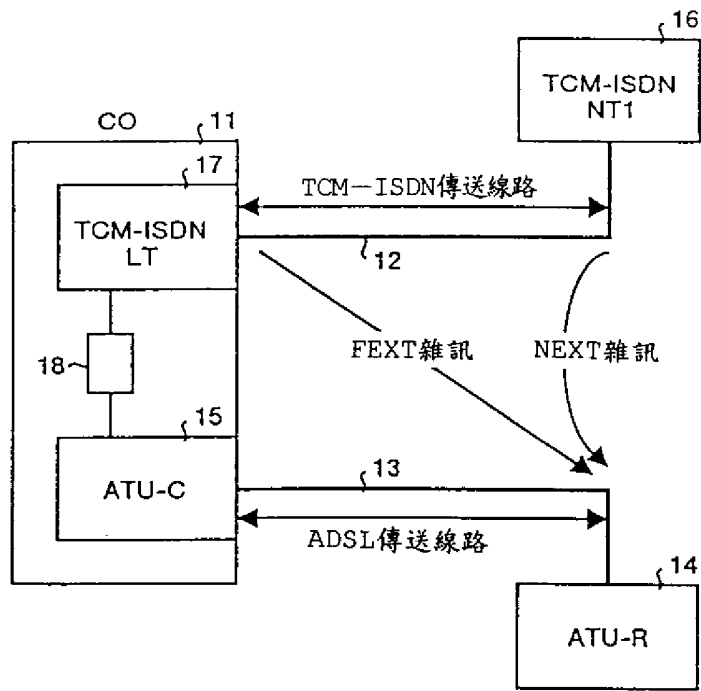 16
TCM-ISDN
NT1
CO
11
17
TCM-ISDN
LT
TCM-ISDN傳送線路
12
18
FEXT雜訊
NEXT雜訊
15
ATU-C
13
ADSL傳送線路
14
ATU-R